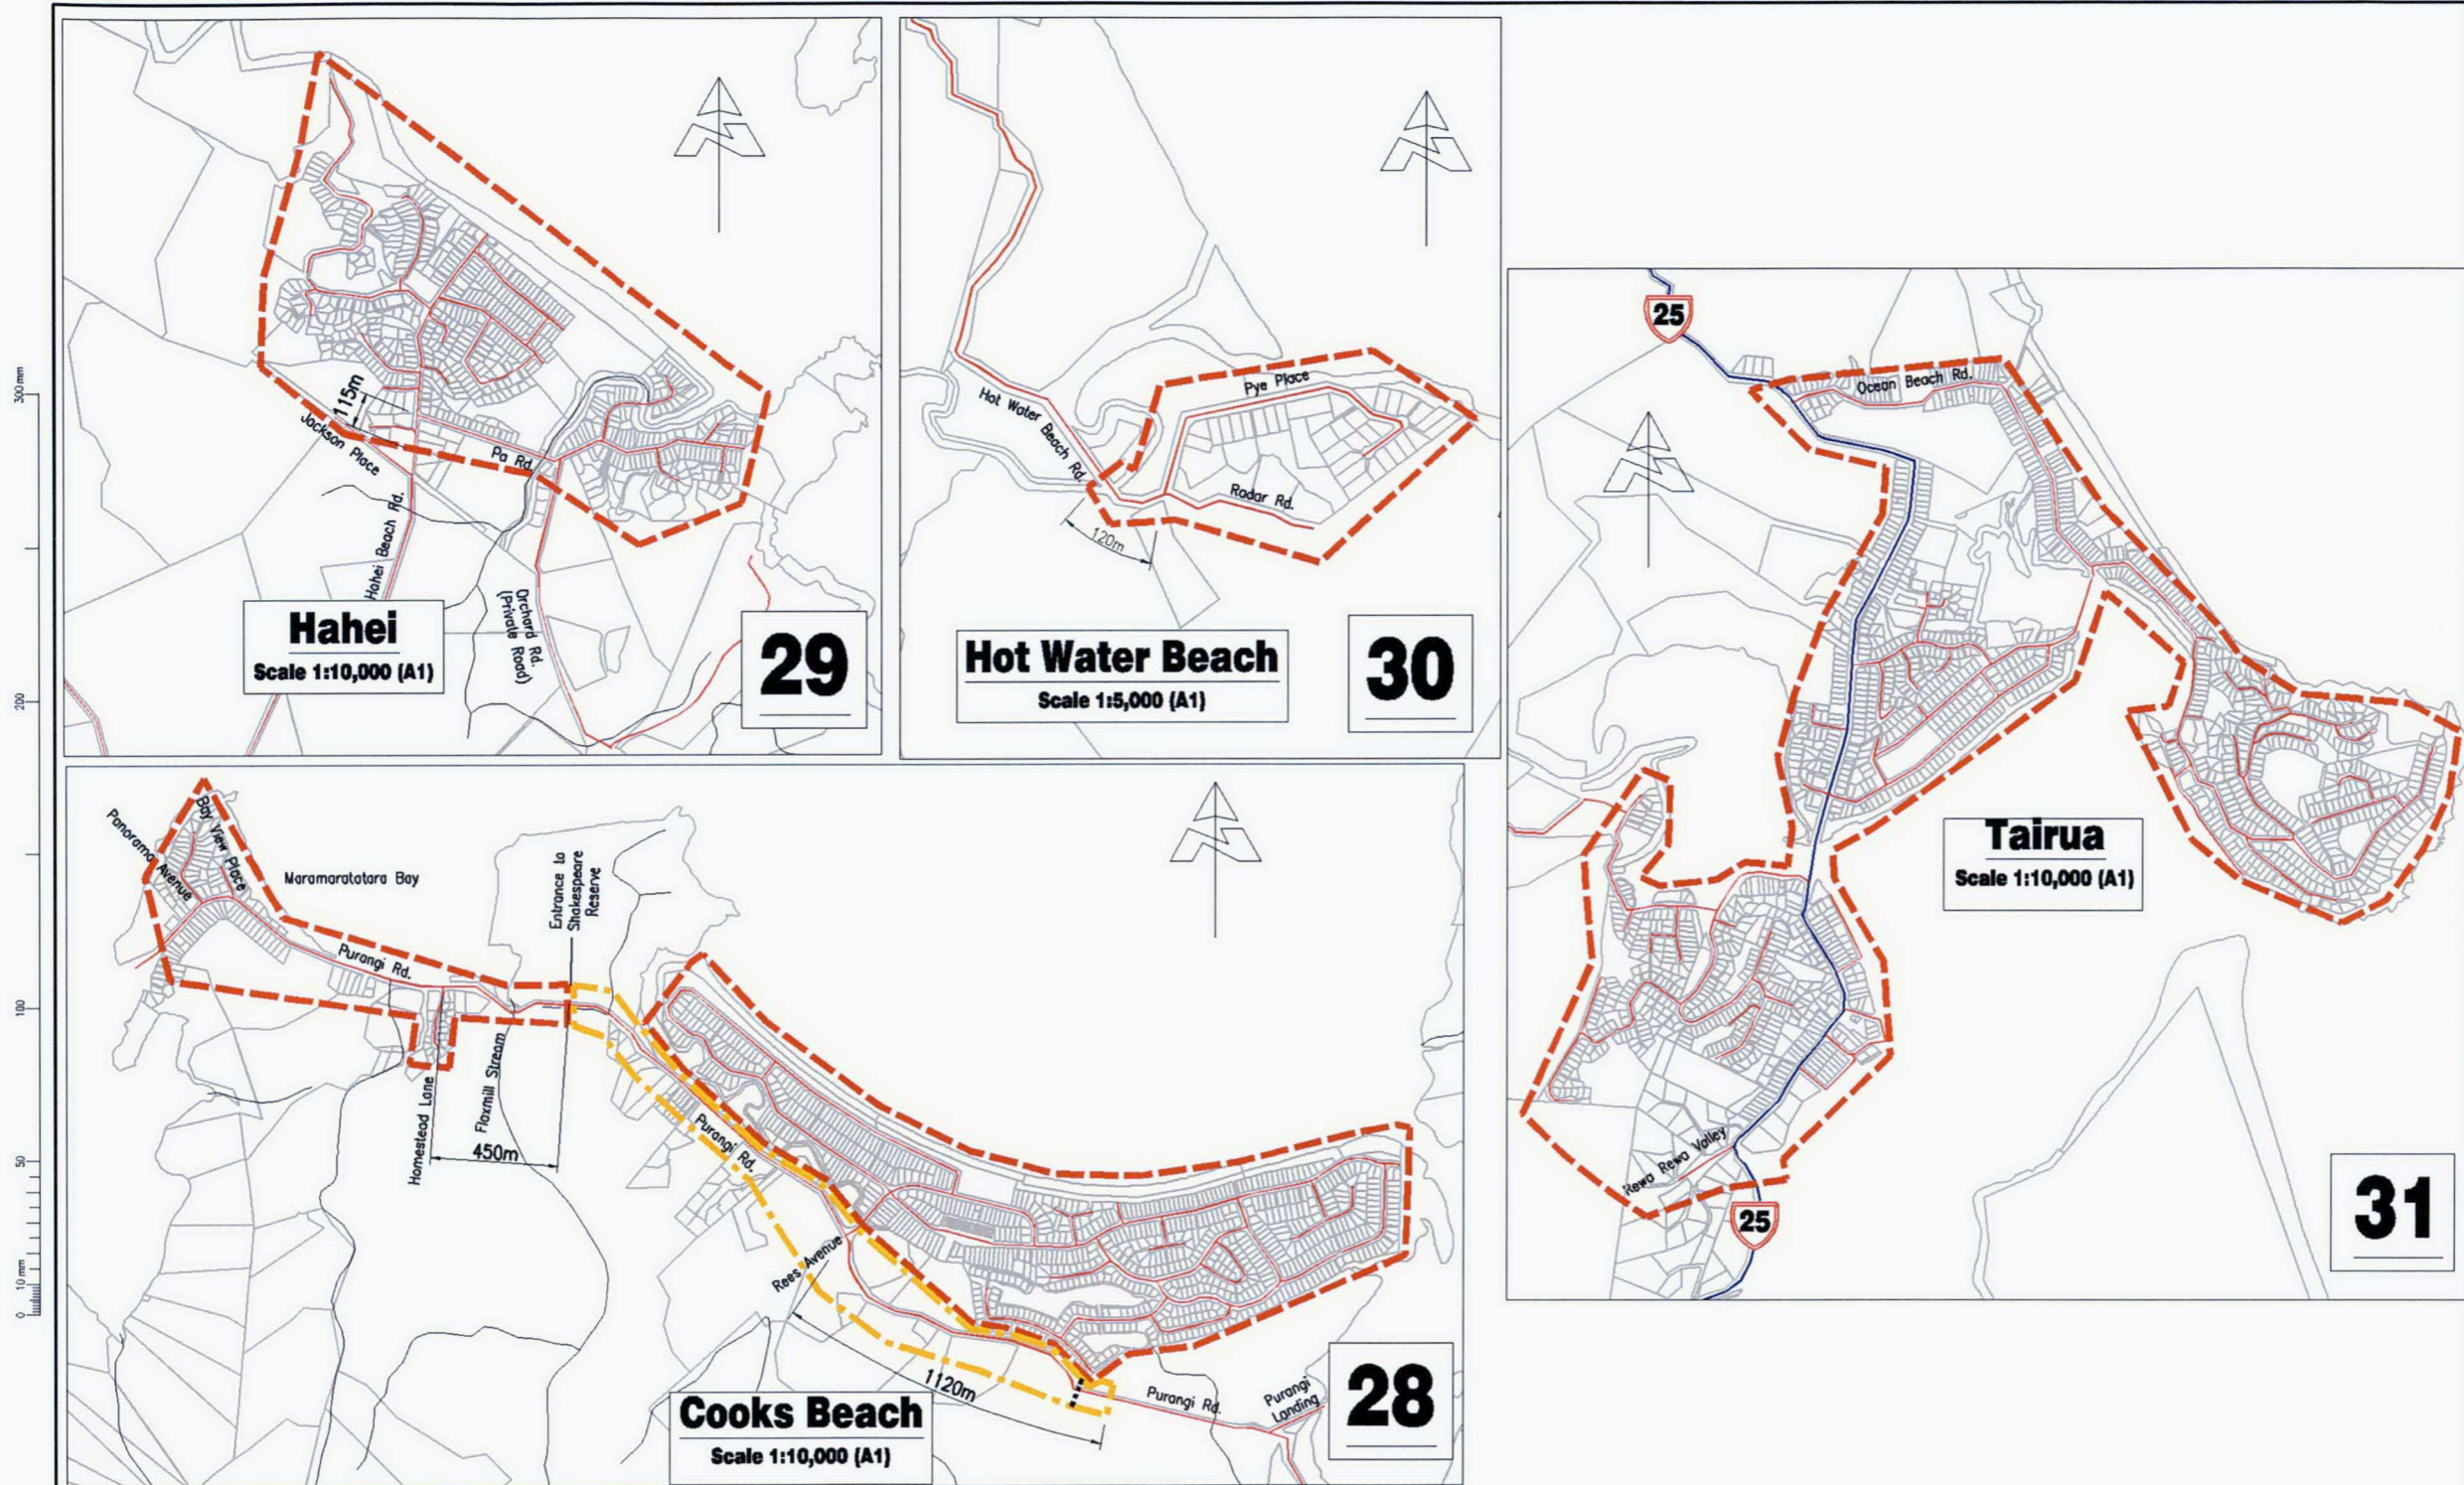 115m
Jackson Place
Pa Rd.
Hahei Beach Rd.
Orchard Rd.
(Private Road)
Hahei
Scale 1:10,000 (A1)
29
Hot Water Beach Rd.
Pye Place
Radar Rd.
120m
Hot Water Beach
Scale 1:5,000 (A1)
30
25
Ocean Beach Rd.
Tairua
Scale 1:10,000 (A1)
Rewa Rewa Valley
25
31
Panorama Avenue
Bay View Place
Maramaratotara Bay
Purangi Rd.
Entrance to
Shakespeare
Reserve
Homestead Lane
Flaxmill Stream
450m
Purangi Rd.
Rees Avenue
1120m
Purangi Rd.
Purangi
Landing
Cooks Beach
Scale 1:10,000 (A1)
28
300 mm
200
100
50
10 mm
0